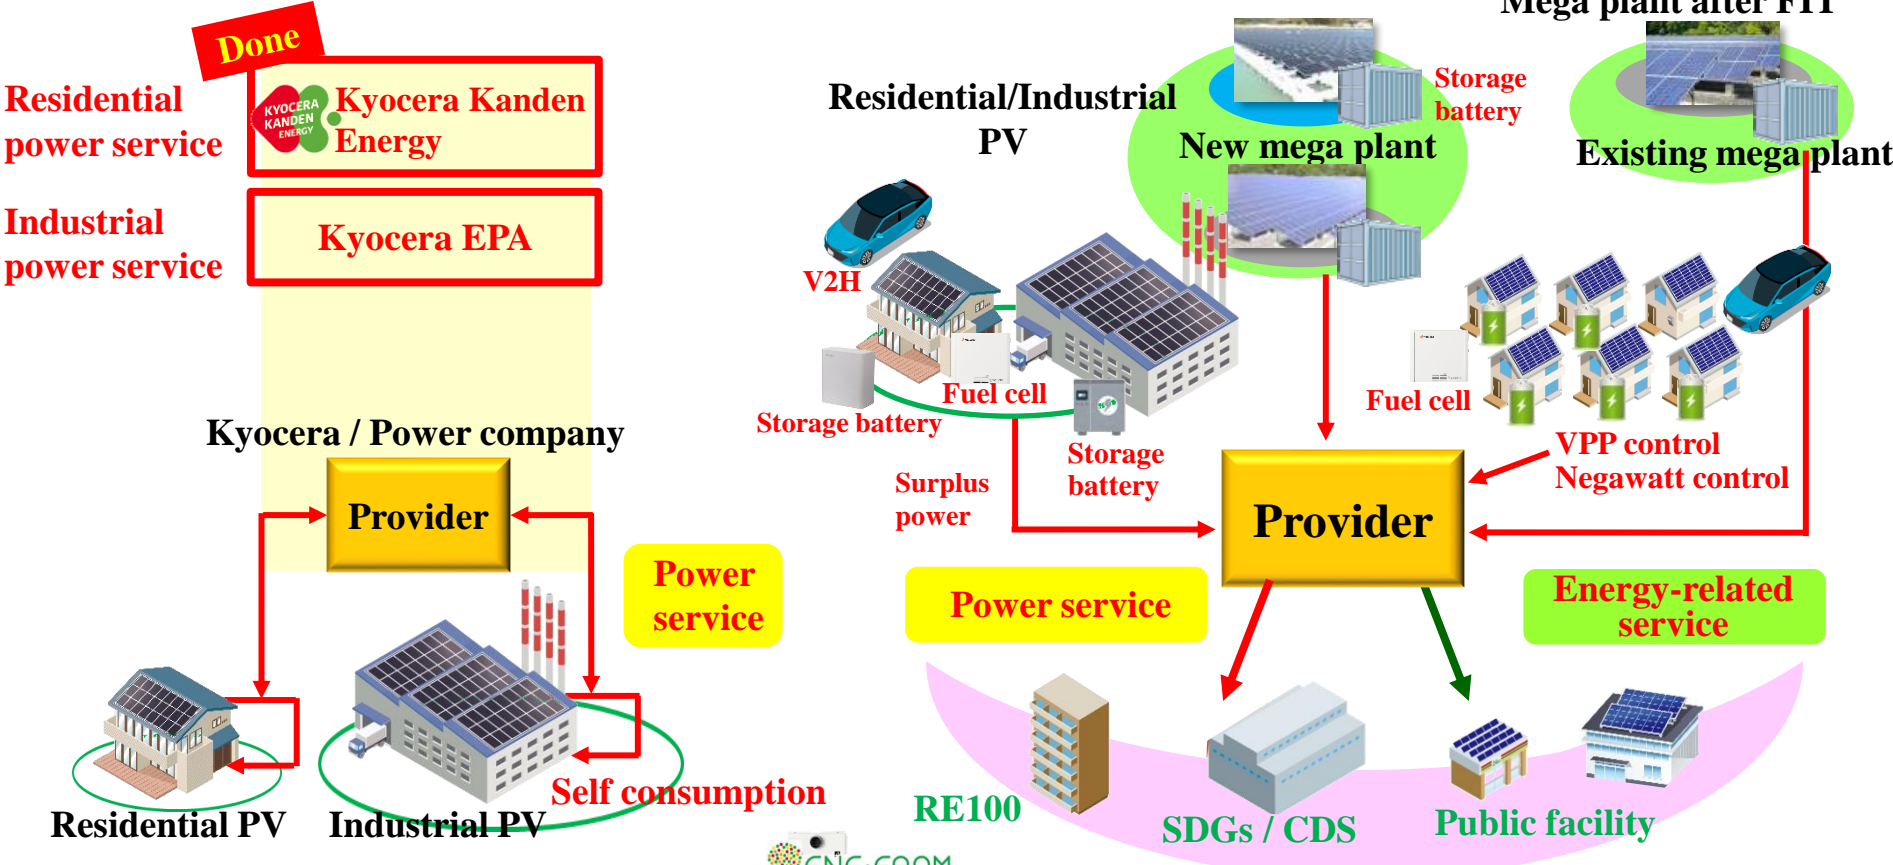 Done
Residential
power service
KYOCERA
KANDEN
ENERGY
Kyocera Kanden
Energy
Industrial
power service
Kyocera EPA
Kyocera / Power company
Provider
Power
service
Self consumption
Residential PV
Industrial PV
Mega plant after FIT
Residential/Industrial
PV
Storage
battery
New mega plant
Existing mega plant
V2H
Fuel cell
Storage battery
Storage
battery
Surplus
power
Fuel cell
VPP control
Negawatt control
Provider
Power service
Energy-related
service
RE100
SDGs / CDS
Public facility